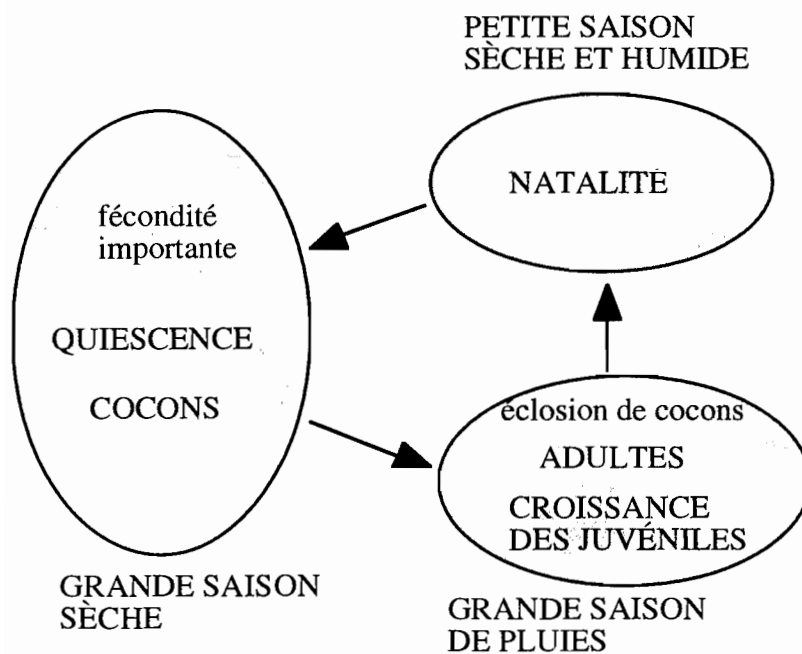 PETITE SAISON
SÈCHE ET HUMIDE
NATALITÉ
fécondité
importante
QUIESCENCE
COCONS
éclosion de cocons
ADULTES
CROISSANCE
DES JUVÉNILES
GRANDE SAISON
SÈCHE
GRANDE SAISON
DE PLUIES